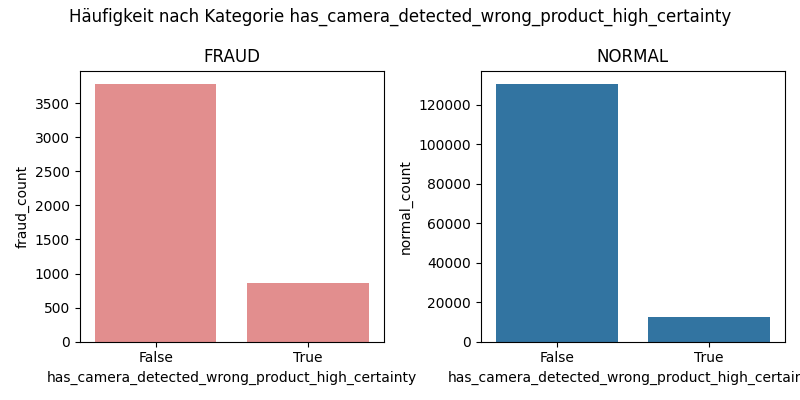 Häufigkeit nach Kategorie has_camera_detected_wrong_product_high_certainty
FRAUD
fraud_count
3500
3000
2500
2000
1500
1000
500
0
False
True
has_camera_detected_wrong_product_high_certainty
NORMAL
normal_count
120000
100000
80000
60000
40000
20000
0
False
True
has_camera_detected_wrong_product_high_certai